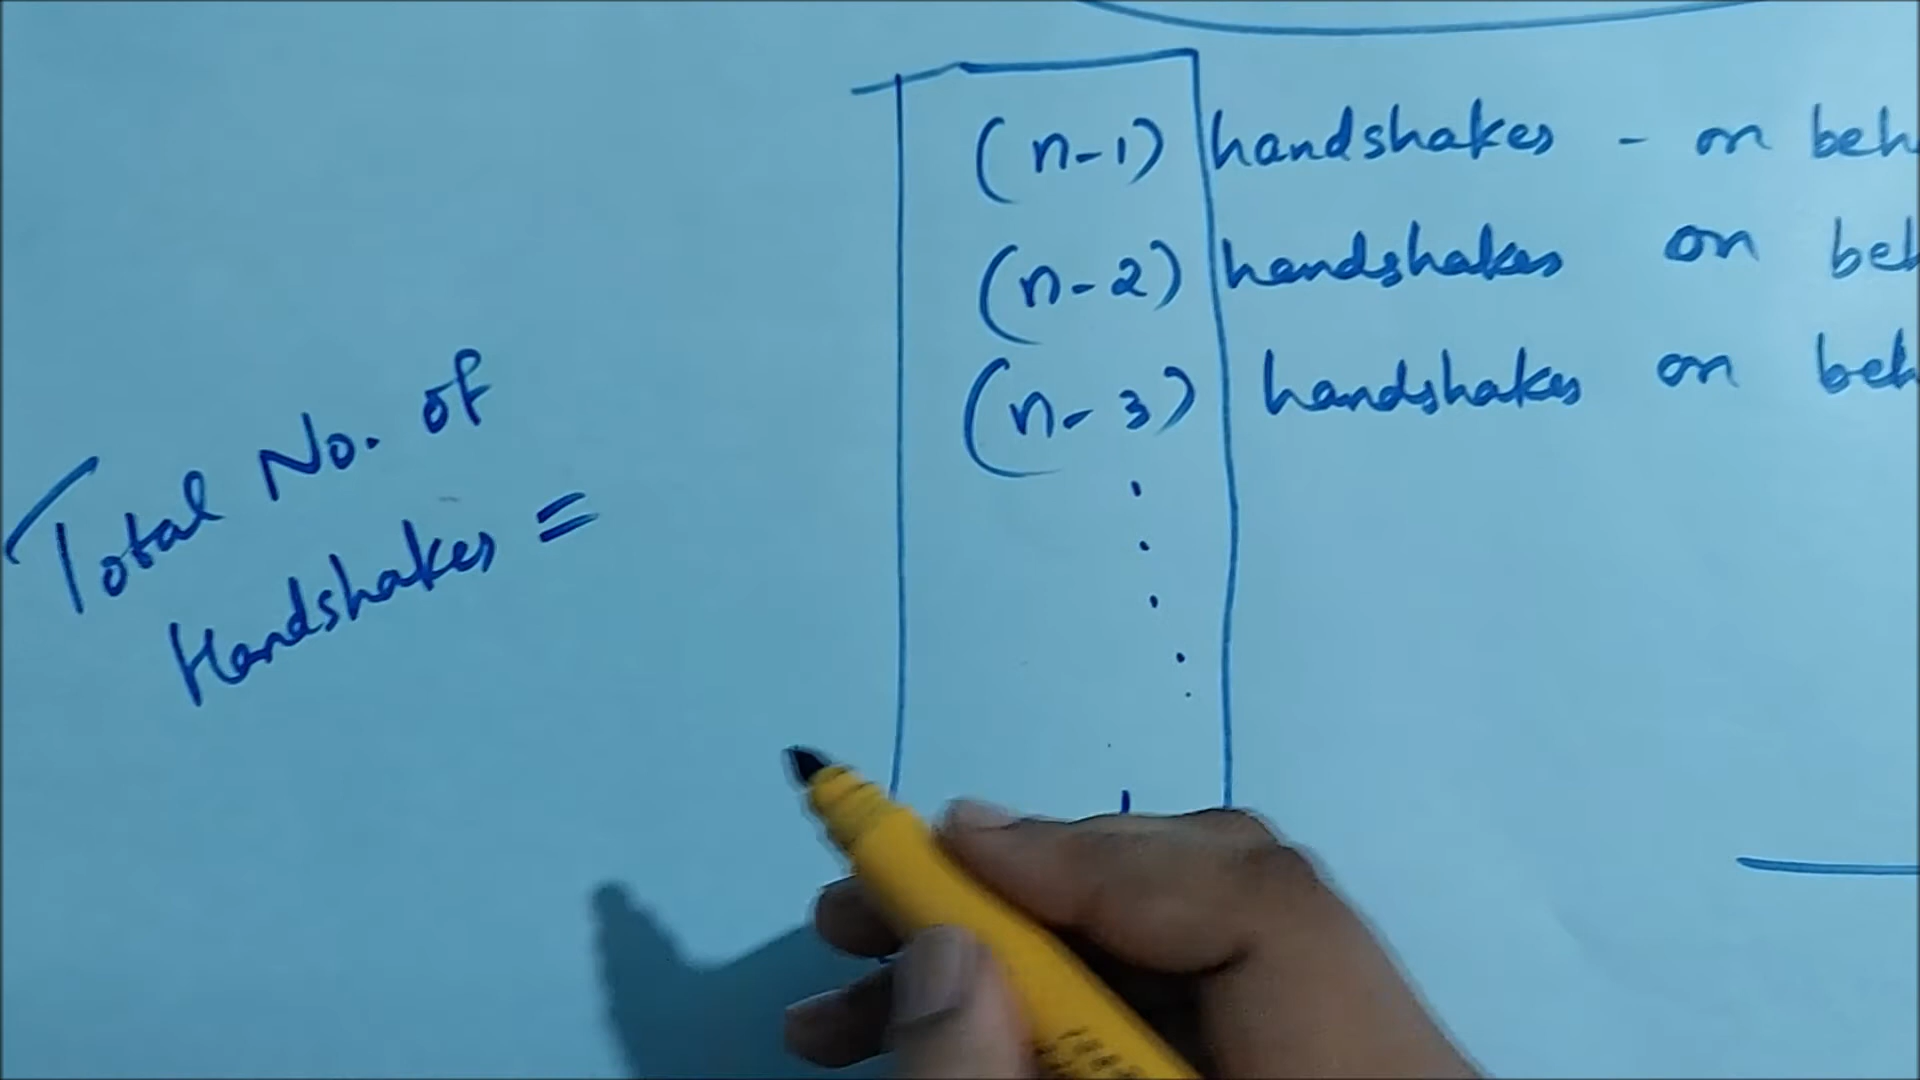 (n-1) handshakes - on
(n-2) handshakes on
(n-3) handshakes on
Total No. of
Handshakes =